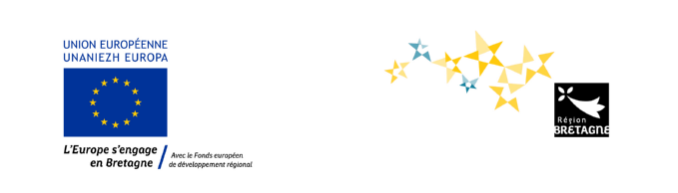 UNION EUROPÉENNE
UNANIEZH EUROPA
L'Europe s'engage
en Bretagne
Avec le Fonds européen
de développement régional
Région
BRETAGNE